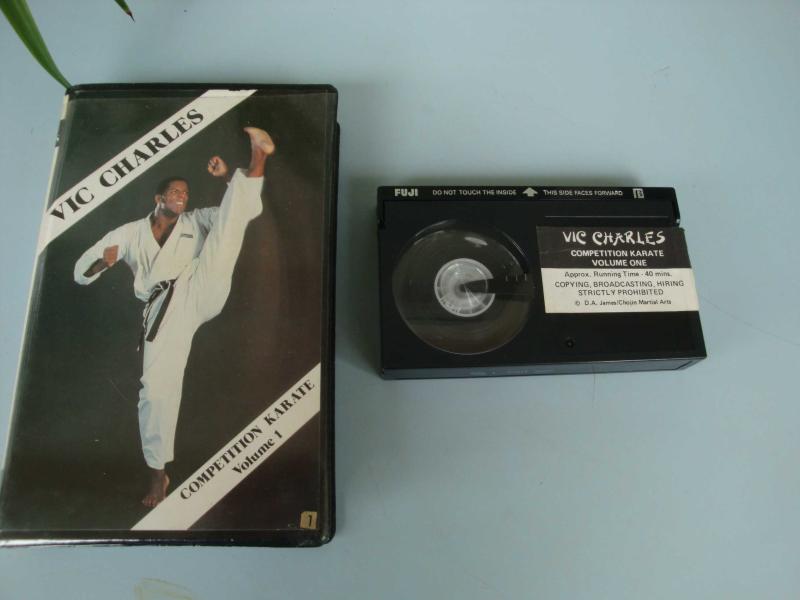 VIC CHARLES
COMPETITION KARATE
Volume 1
1
FUJI DO NOT TOUCH THE INSIDE THIS SIDE FACES FORWARD
VIC CHARLES
COMPETITION KARATE
VOLUME ONE
Approx. Running Time - 40 mins.
COPYING, BROADCASTING, HIRING
STRICTLY PROHIBITED
© D.A. James/Chojin Martial Arts